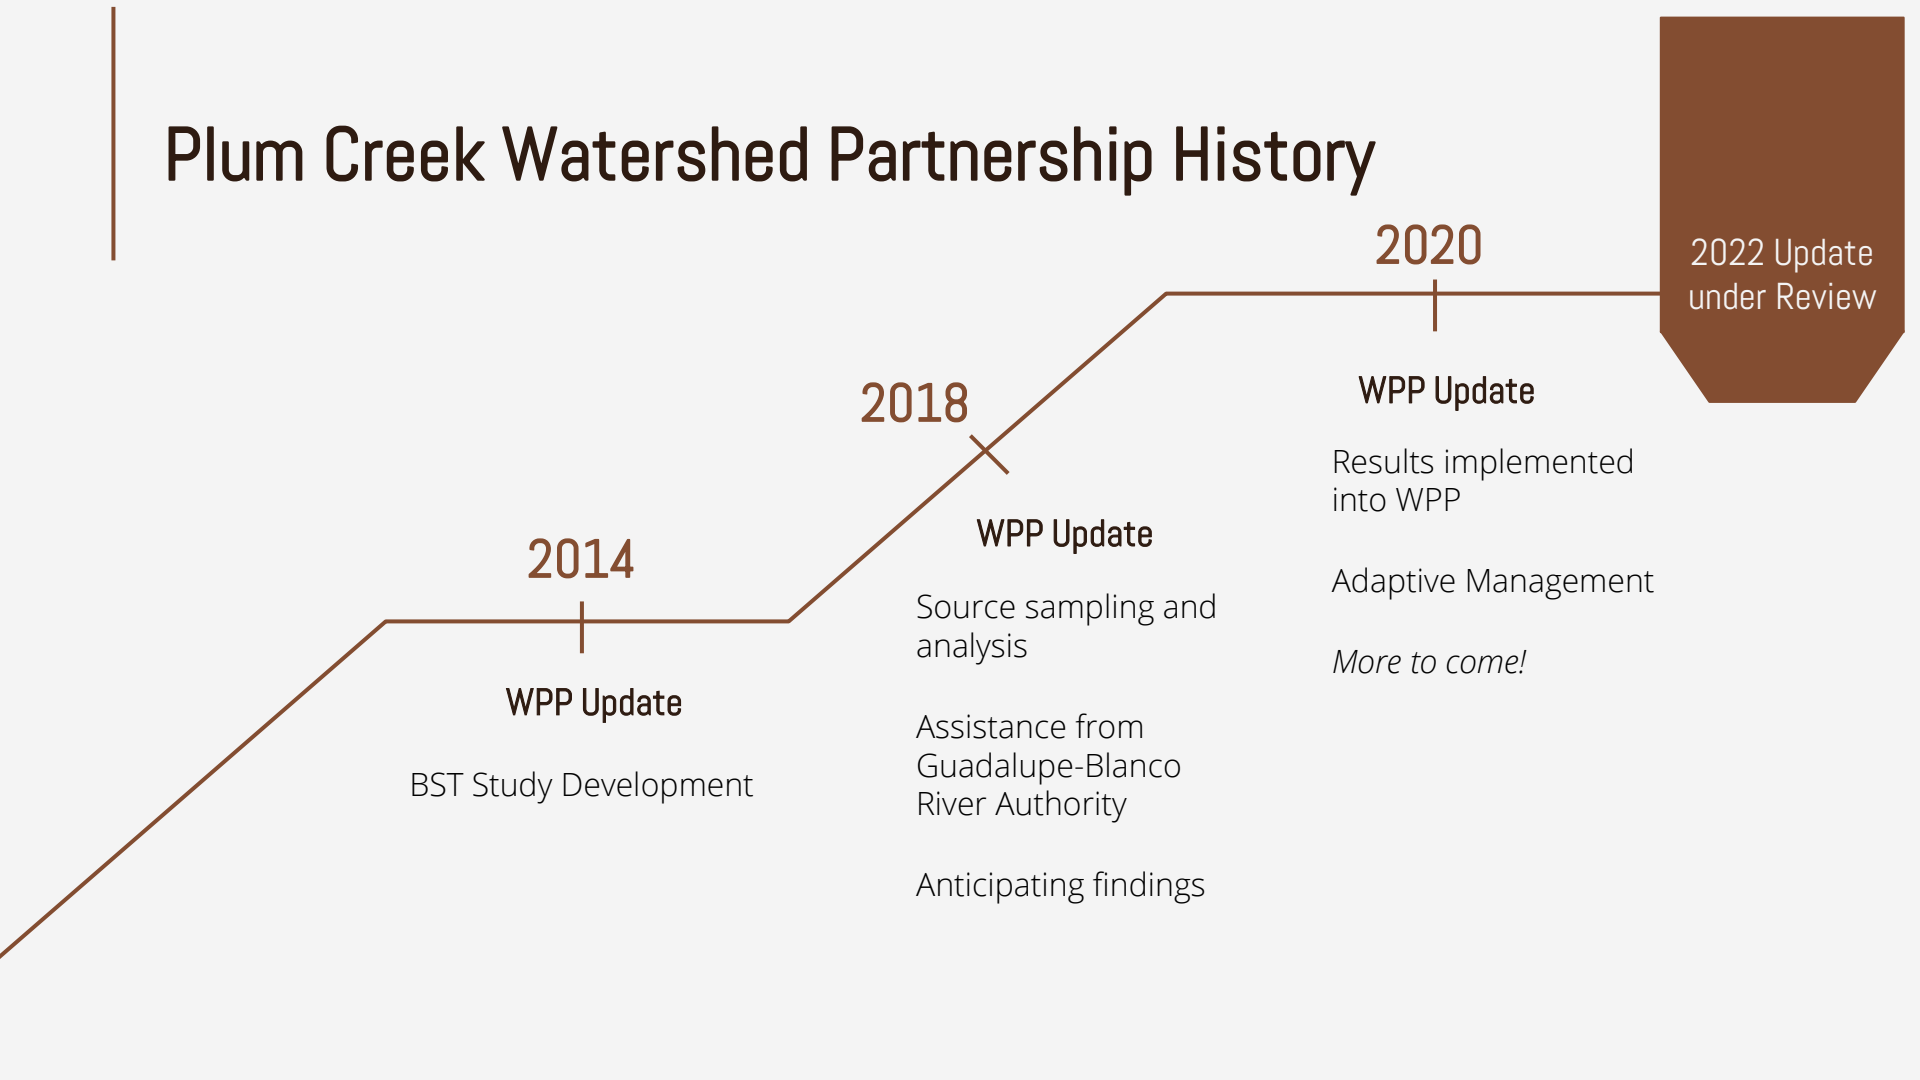 Plum Creek Watershed Partnership History
2014
WPP Update
BST Study Development
2018
WPP Update
Source sampling and
analysis
Assistance from
Guadalupe-Blanco
River Authority
Anticipating findings
2020
WPP Update
Results implemented
into WPP
Adaptive Management
More to come!
2022 Update
under Review